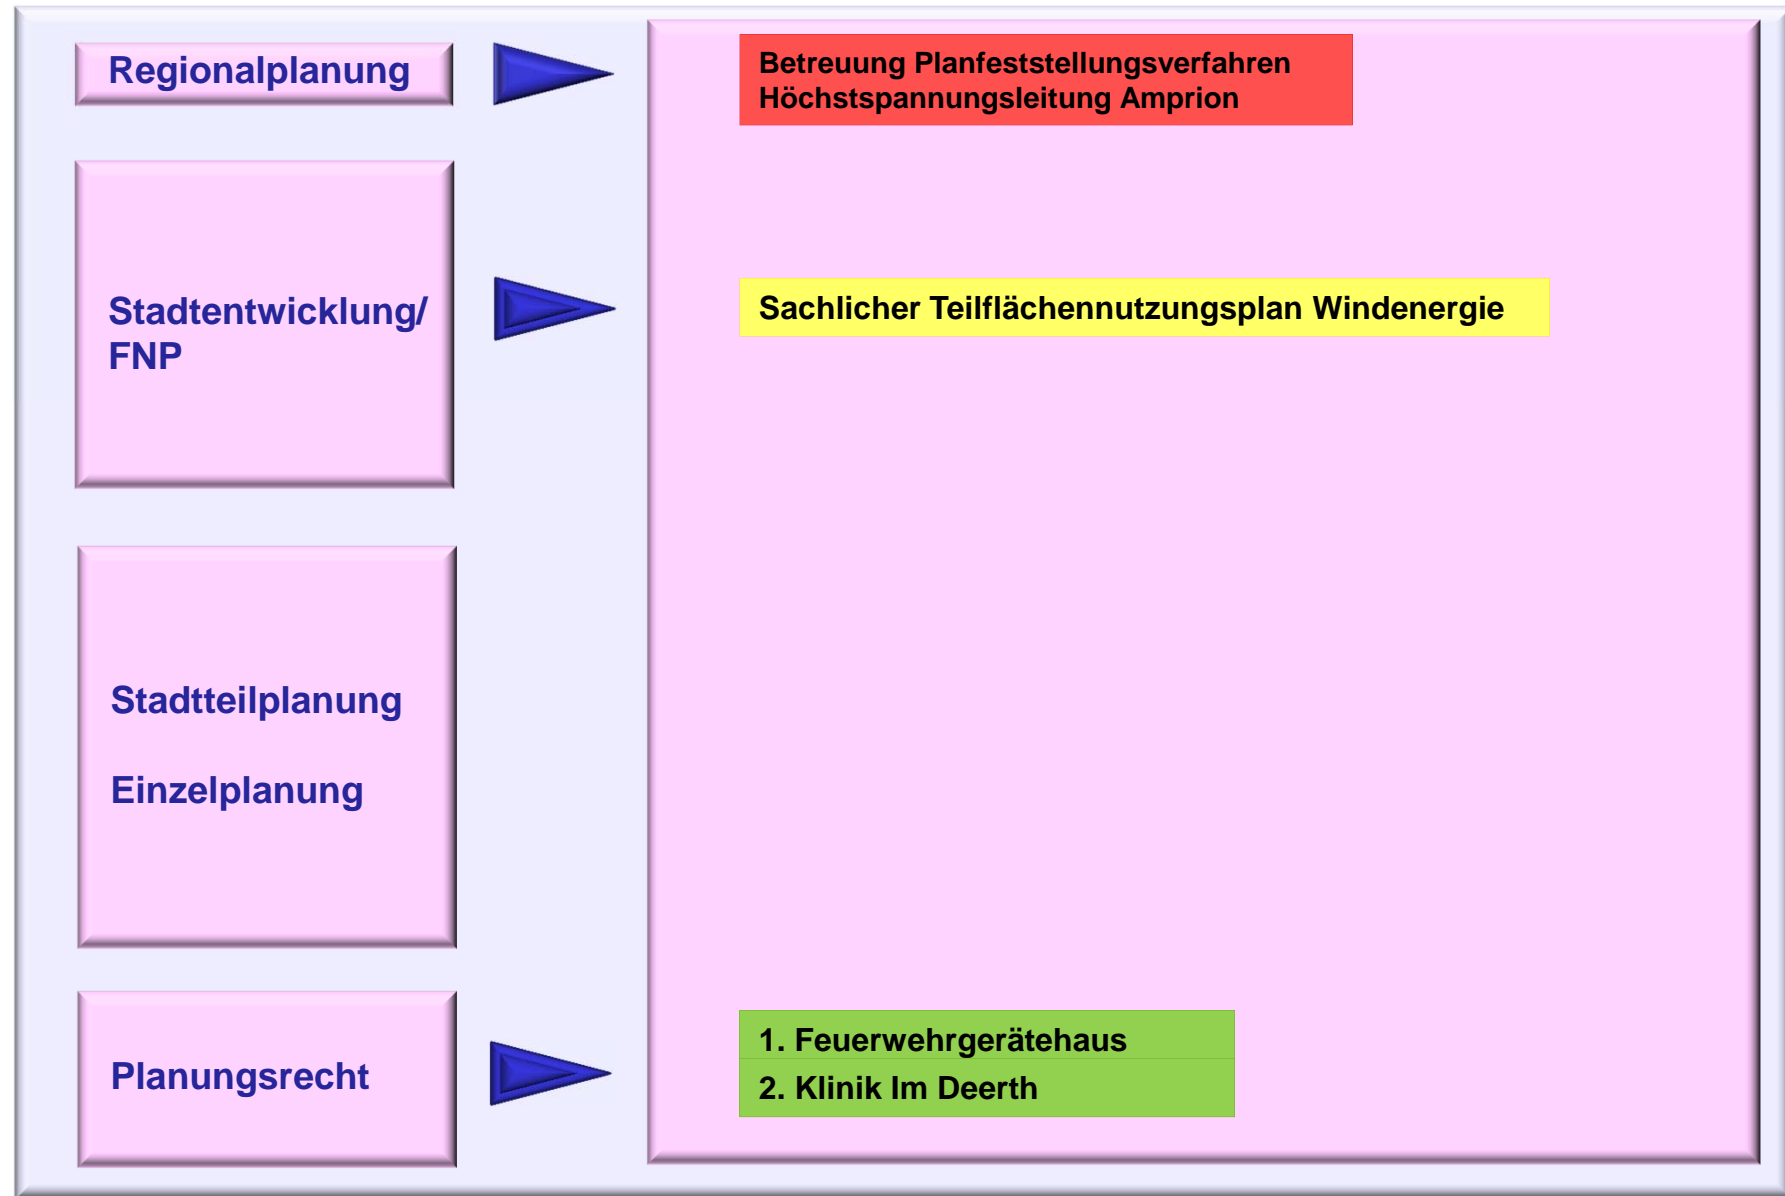 Regionalplanung
Betreuung Planfeststellungsverfahren
Höchstspannungsleitung Amprion
Stadtentwicklung/
FNP
Sachlicher Teilflächennutzungsplan Windenergie
Stadtteilplanung
Einzelplanung
Planungsrecht
1. Feuerwehrgerätehaus
2. Klinik Im Deerth